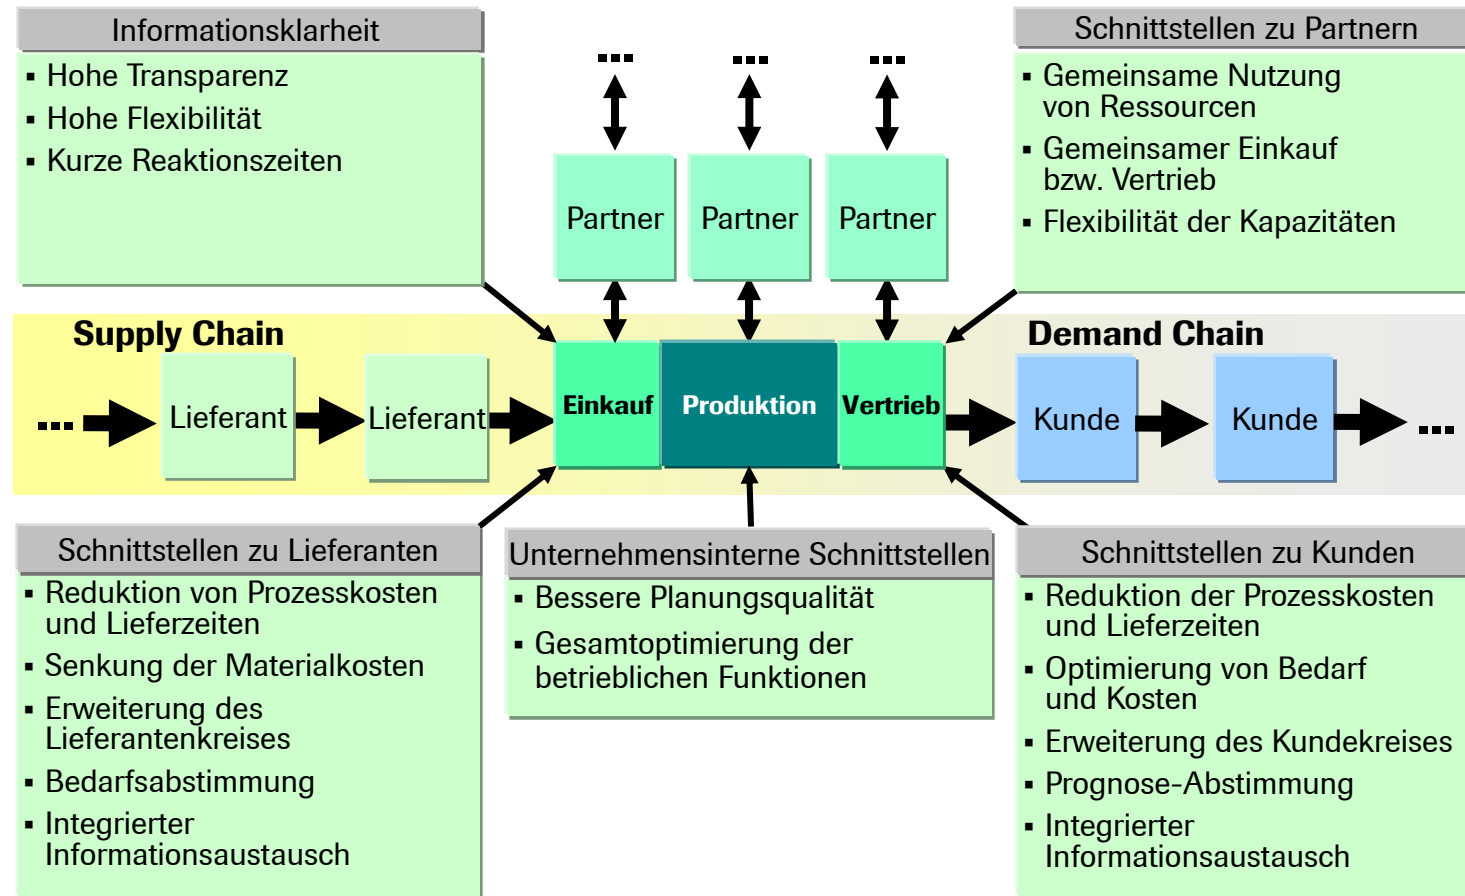 Informationsklarheit
▪ Hohe Transparenz
▪ Hohe Flexibilität
▪ Kurze Reaktionszeiten
... ... ...
Partner Partner Partner
Schnittstellen zu Partnern
▪ Gemeinsame Nutzung
von Ressourcen
▪ Gemeinsamer Einkauf
bzw. Vertrieb
▪ Flexibilität der Kapazitäten
Supply Chain
Demand Chain
... Lieferant Lieferant Einkauf Produktion Vertrieb Kunde Kunde ...
Schnittstellen zu Lieferanten
▪ Reduktion von Prozesskosten
und Lieferzeiten
▪ Senkung der Materialkosten
▪ Erweiterung des
Lieferantenkreises
▪ Bedarfsabstimmung
▪ Integrierter
Informationsaustausch
Unternehmensinterne Schnittstellen
▪ Bessere Planungsqualität
▪ Gesamtoptimierung der
betrieblichen Funktionen
Schnittstellen zu Kunden
▪ Reduktion der Prozesskosten
und Lieferzeiten
▪ Optimierung von Bedarf
und Kosten
▪ Erweiterung des Kundekreises
▪ Prognose-Abstimmung
▪ Integrierter
Informationsaustausch